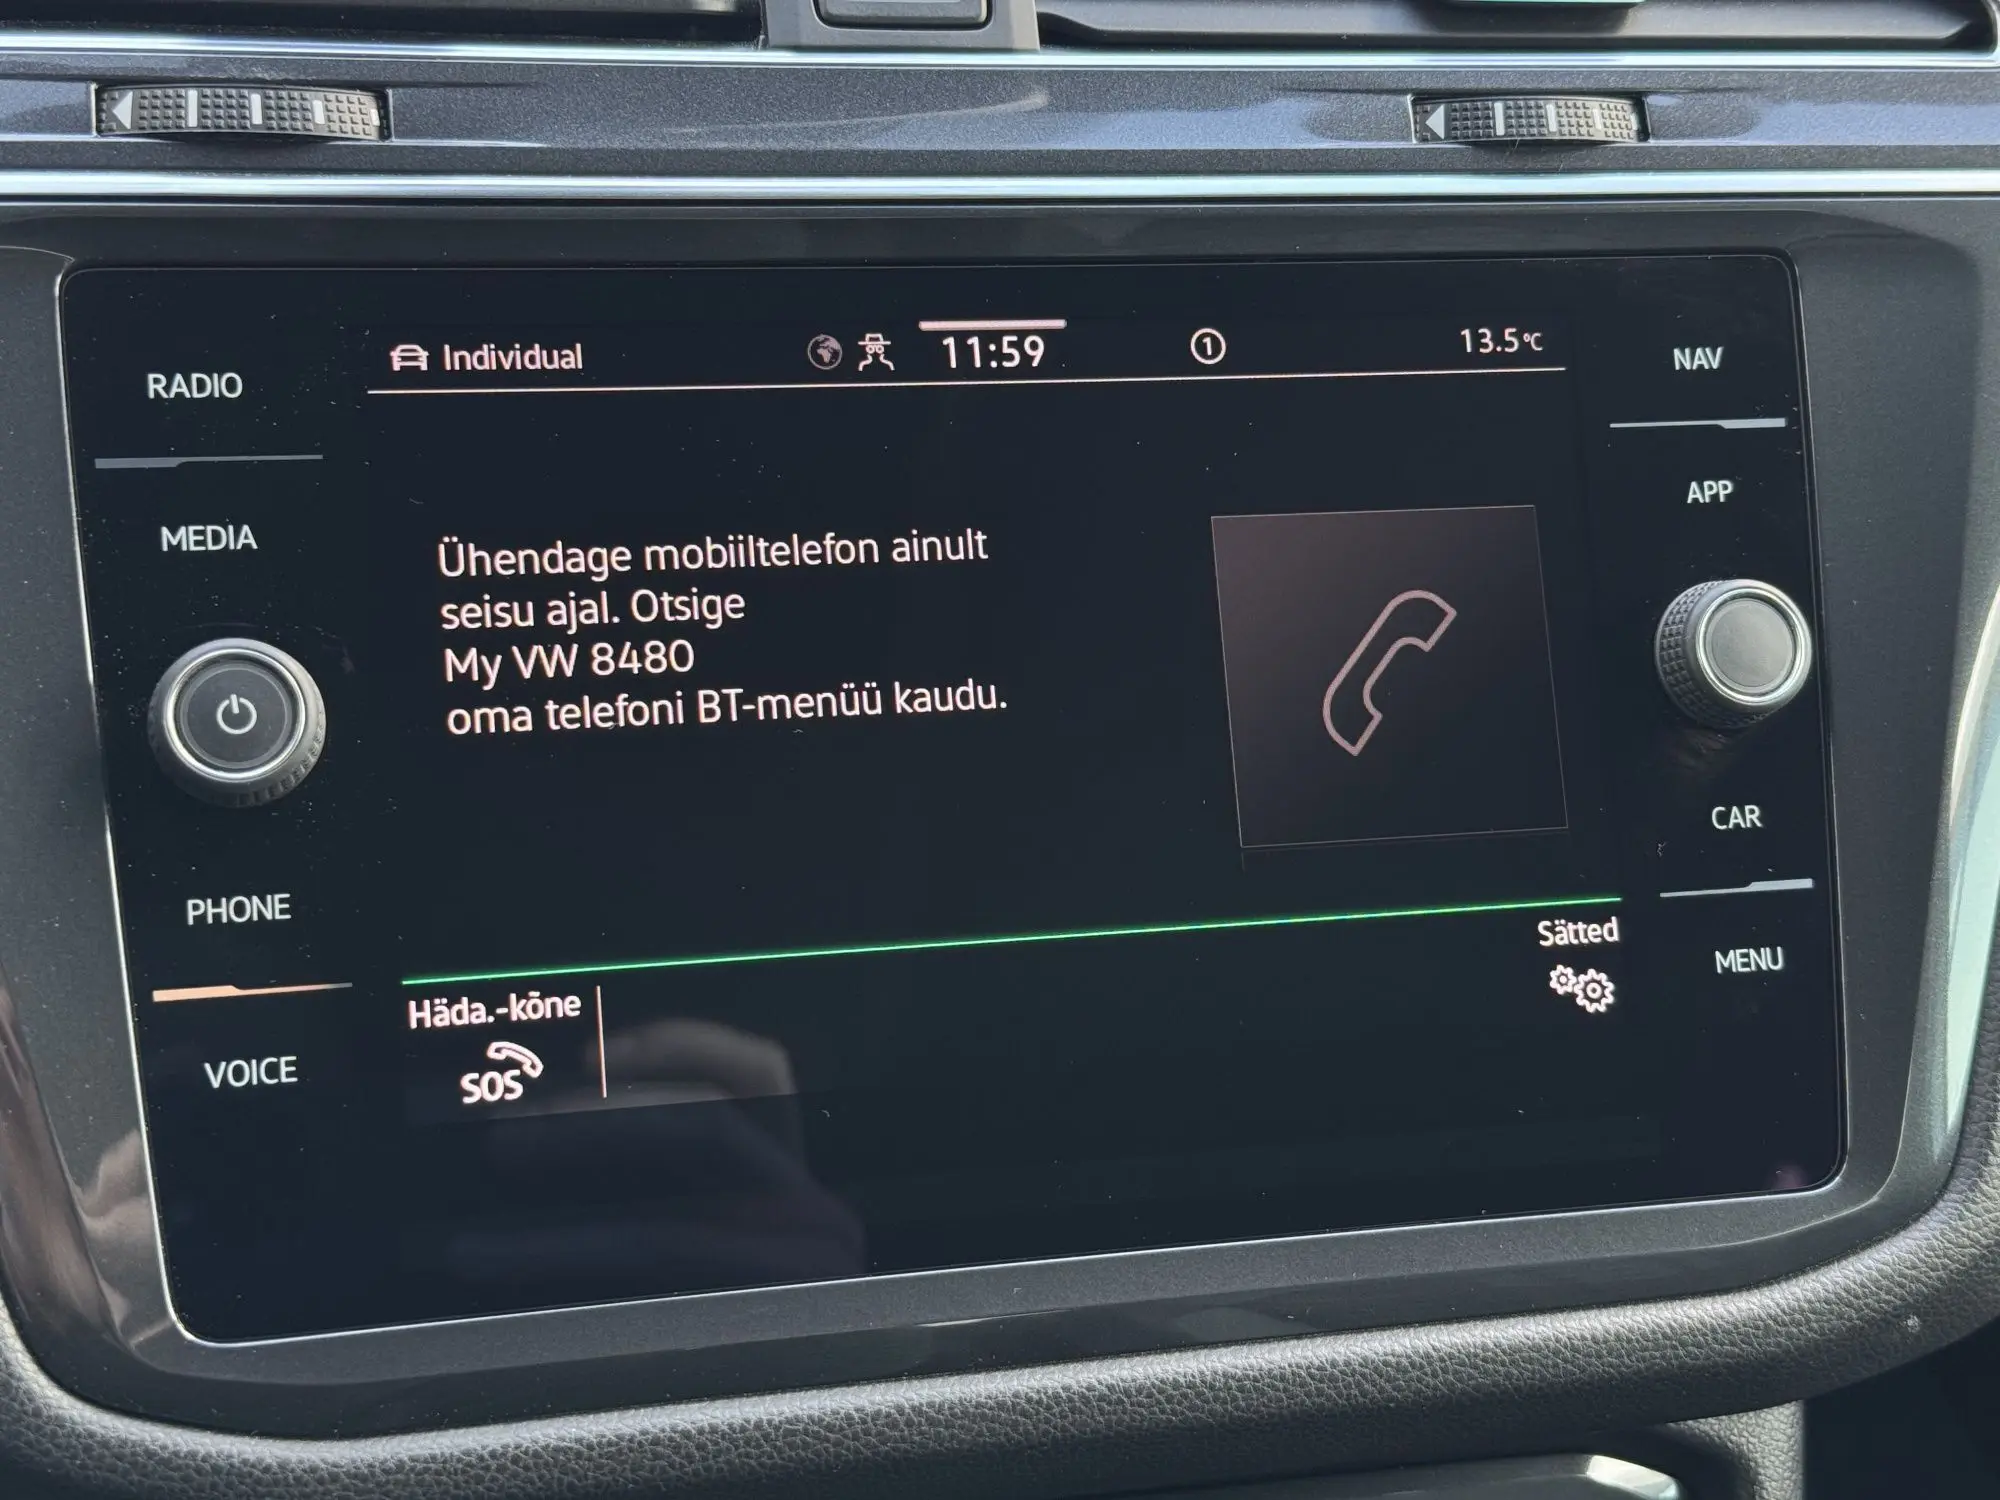 Individual 11:59 1 13.5°C
RADIO
MEDIA
PHONE
VOICE
Ühendage mobiiltelefon ainult
seisu ajal. Otsige
My VW 8480
oma telefoni BT-menüü kaudu.
Häda.-kõne
SOS
Sätted
NAV
APP
CAR
MENU